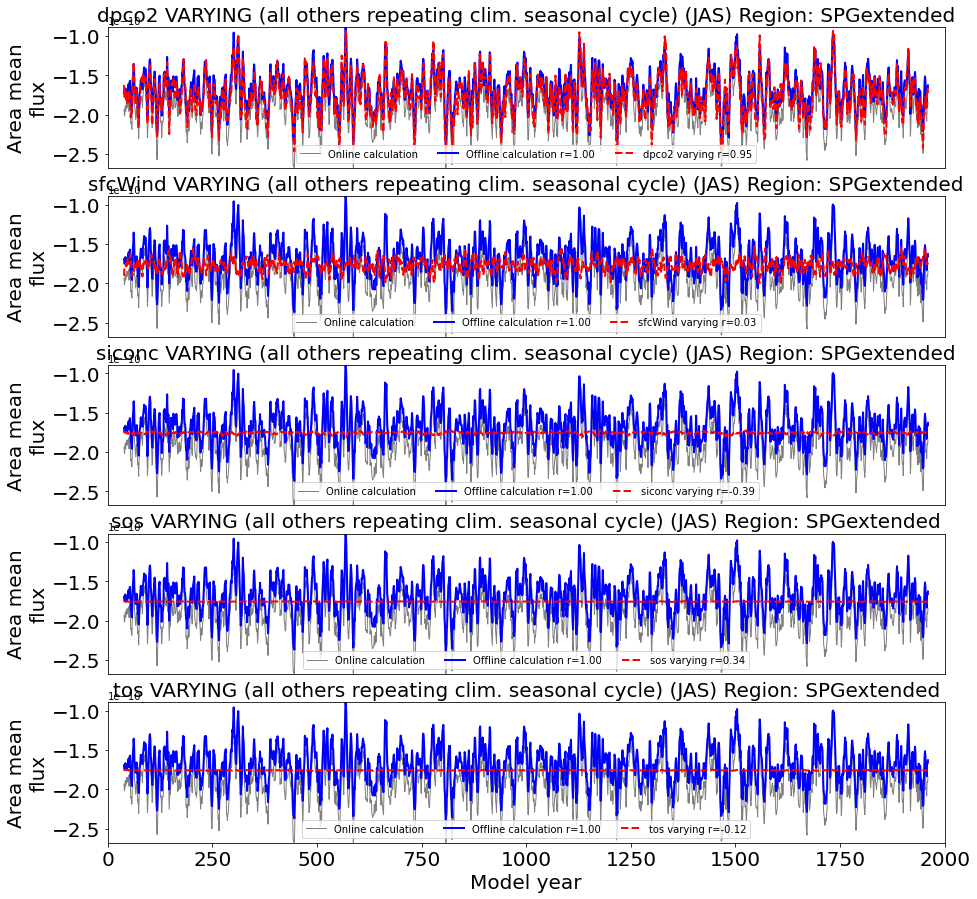 dpco2 VARYING (all others repeating clim. seasonal cycle) (JAS) Region: SPGextended
1e−10
−1.0
−1.5
−2.0
−2.5
Area mean
flux
Online calculation Offline calculation r=1.00 dpco2 varying r=0.95
sfcWind VARYING (all others repeating clim. seasonal cycle) (JAS) Region: SPGextended
1e−10
−1.0
−1.5
−2.0
−2.5
Area mean
flux
Online calculation Offline calculation r=1.00 sfcWind varying r=0.03
siconc VARYING (all others repeating clim. seasonal cycle) (JAS) Region: SPGextended
1e−10
−1.0
−1.5
−2.0
−2.5
Area mean
flux
Online calculation Offline calculation r=1.00 siconc varying r=-0.39
sos VARYING (all others repeating clim. seasonal cycle) (JAS) Region: SPGextended
1e−10
−1.0
−1.5
−2.0
−2.5
Area mean
flux
Online calculation Offline calculation r=1.00 sos varying r=0.34
tos VARYING (all others repeating clim. seasonal cycle) (JAS) Region: SPGextended
1e−10
−1.0
−1.5
−2.0
−2.5
Area mean
flux
Online calculation Offline calculation r=1.00 tos varying r=-0.12
0 250 500 750 1000 1250 1500 1750 2000
Model year